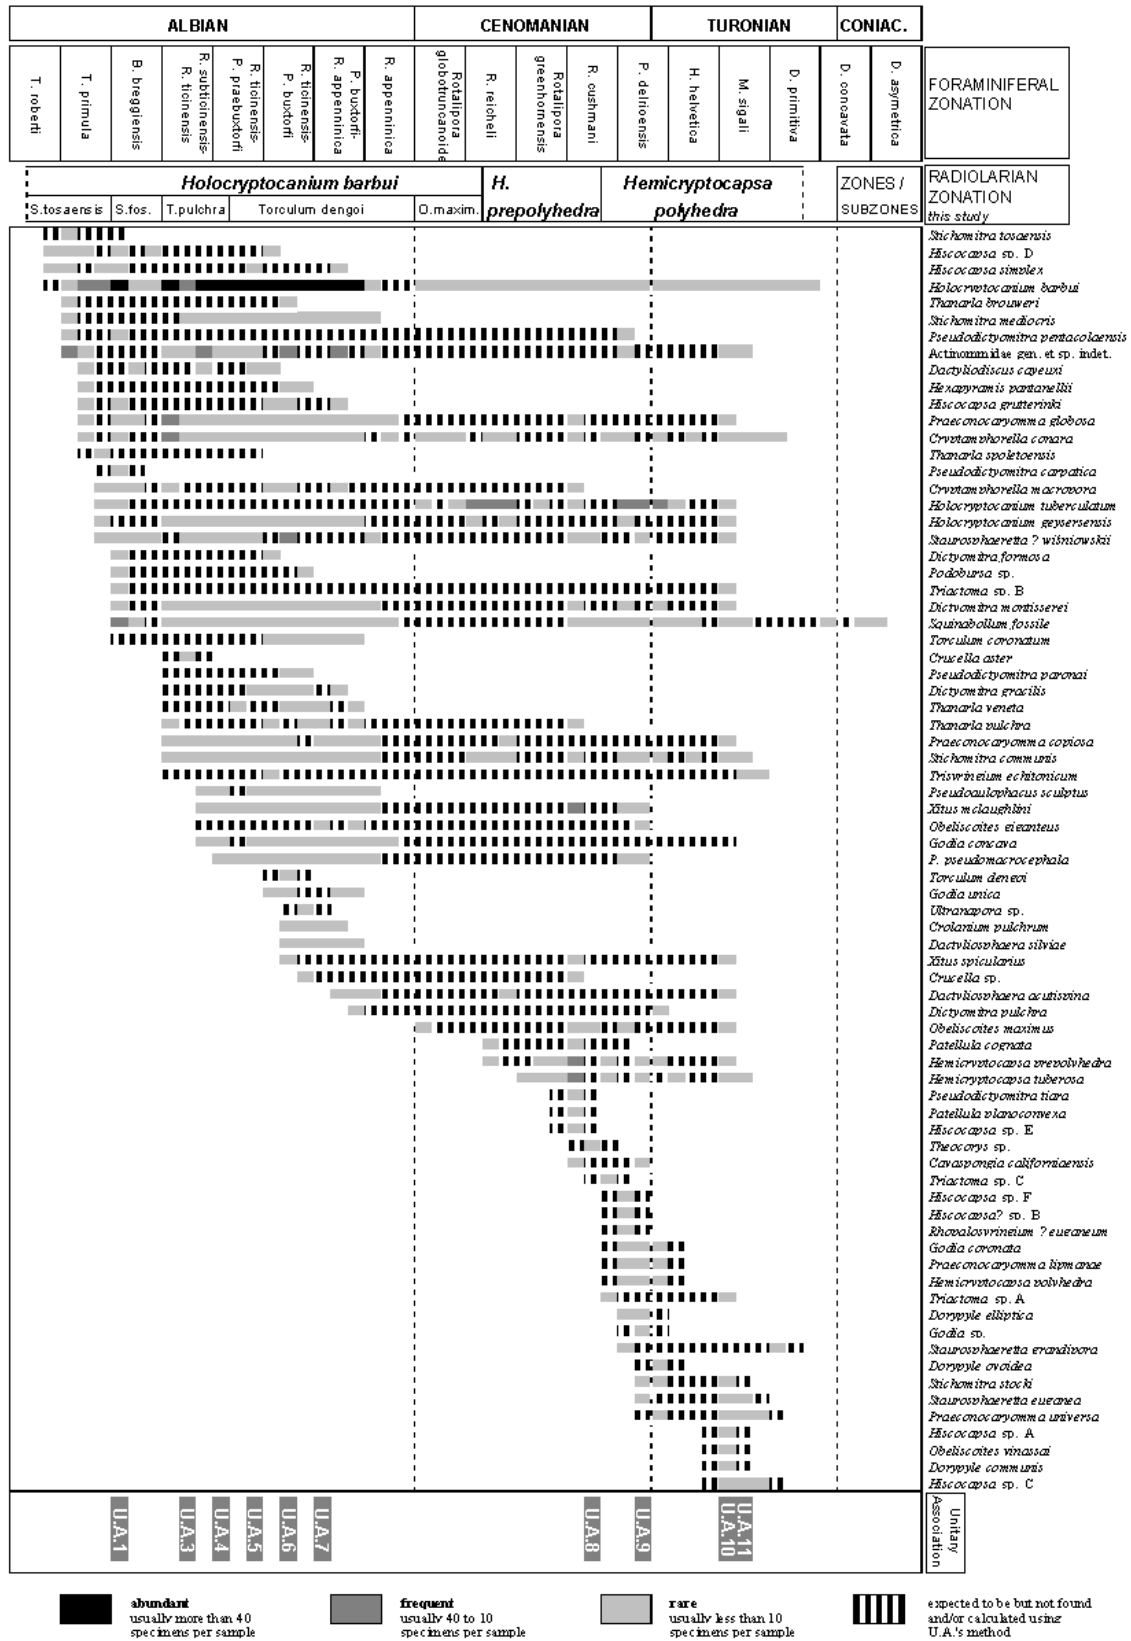 ALBIAN
CENOMANIAN
TURONIAN
CONIAC.
T. roberti
T. primula
B. breggiensis
R. subticinensis-
R. ticinensis
R. ticinensis-
P. praebuxtorfi
R. ticinensis-
P. buxtorfi
P. buxtorfi-
R. appenninica
R. appenninica
Rotalipora
globotruncanoide
R. reicheli
Rotalipora
greenhornensis
R. cushmani
P. delrioensis
H. helvetica
M. sigali
D. primitiva
D. concavata
D. asymetrica
FORAMINIFERAL
ZONATION
Holocryptocanium barbui
H.
prepolyhedra
Hemicryptocapsa
polyhedra
ZONES /
SUBZONES
RADIOLARIAN
ZONATION
this study
S.tosaensis
S.fos.
T.pulchra
Torculum dengoi
O.maxim.
Stichomitra tosaensis
Hiscocapsa sp. D
Hiscocapsa simplex
Holocryptocanium barbui
Thanarla brouweri
Stichomitra mediocris
Pseudodictyomitra pentacolaensis
Actinommidae gen. et sp. indet.
Dactyliodiscus cayeuxi
Hexapyramis pantanellii
Hiscocapsa grutterinki
Praeconocaryomma globosa
Cryptamphorella conara
Thanarla spoletoensis
Pseudodictyomitra carpatica
Cryptamphorella macropora
Holocryptocanium tuberculatum
Holocryptocanium geysersensis
Staurosphaeretta ? wisniowskii
Dictyomitra formosa
Podobursa sp.
Triactoma sp. B
Dictyomitra montisserei
Squinabollum fossile
Torculum coronatum
Crucella aster
Pseudodictyomitra paronai
Dictyomitra gracilis
Thanarla veneta
Thanarla pulchra
Praeconocaryomma copiosa
Stichomitra communis
Trisyringium echitonicum
Pseudoaulophacus sculptus
Xitus mclaughlini
Obeliscoites giganteus
Godia concava
P. pseudomacrocephala
Torculum dengoi
Godia unica
Ultranapora sp.
Crolanium pulchrum
Dactyliosphaera silviae
Xitus spicularius
Crucella sp.
Dactyliosphaera acutispina
Dictyomitra pulchra
Obeliscoites maximus
Patellula cognata
Hemicryptocapsa prepolyhedra
Hemicryptocapsa tuberosa
Pseudodictyomitra tiara
Patellula planoconvexa
Hiscocapsa sp. E
Theocorys sp.
Cavaspongia californiaensis
Triactoma sp. C
Hiscocapsa sp. F
Hiscocapsa? sp. B
Rhopalosyringium ? euganeum
Godia coronata
Praeconocaryomma lipmanae
Hemicryptocapsa polyhedra
Triactoma sp. A
Dorypyle elliptica
Godia sp.
Staurosphaeretta grandipora
Dorypyle ovoidea
Stichomitra stocki
Staurosphaeretta euganea
Praeconocaryomma universa
Hiscocapsa sp. A
Obeliscoites vinassai
Dorypyle communis
Hiscocapsa sp. C
U.A.1
U.A.3
U.A.4
U.A.5
U.A.6
U.A.7
U.A.8
U.A.9
U.A.10
U.A.11
Unitary
Association
abundant
usually more than 40
specimens per sample
frequent
usually 40 to 10
specimens per sample
rare
usually less than 10
specimens per sample
expected to be but not found
and/or calculated using
U.A.'s method